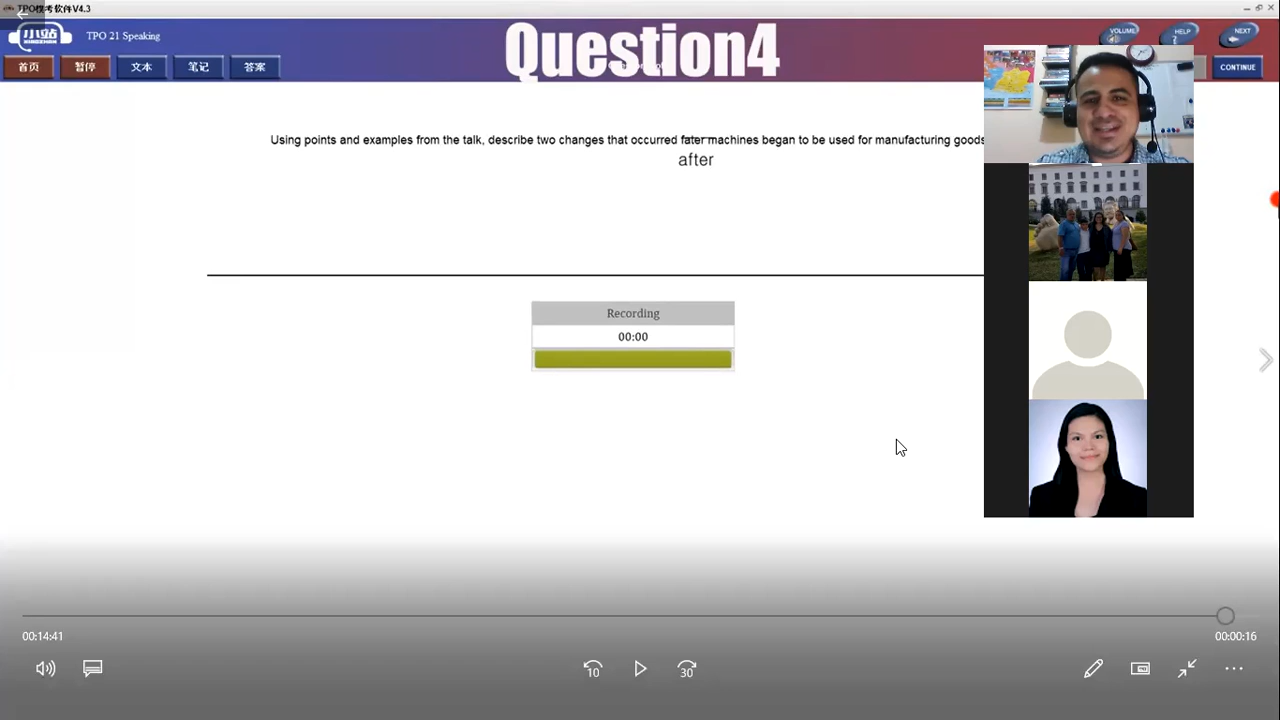 TPO模考软件V4.3
小站
TPO 21 Speaking
Question4
VOLUME
HELP
?
NEXT
首页
暂停
文本
笔记
答案
CONTINUE
Using points and examples from the talk, describe two changes that occurred fater machines began to be used for manufacturing goods
after
Recording
00:00
00:14:41
00:00:16
10
30